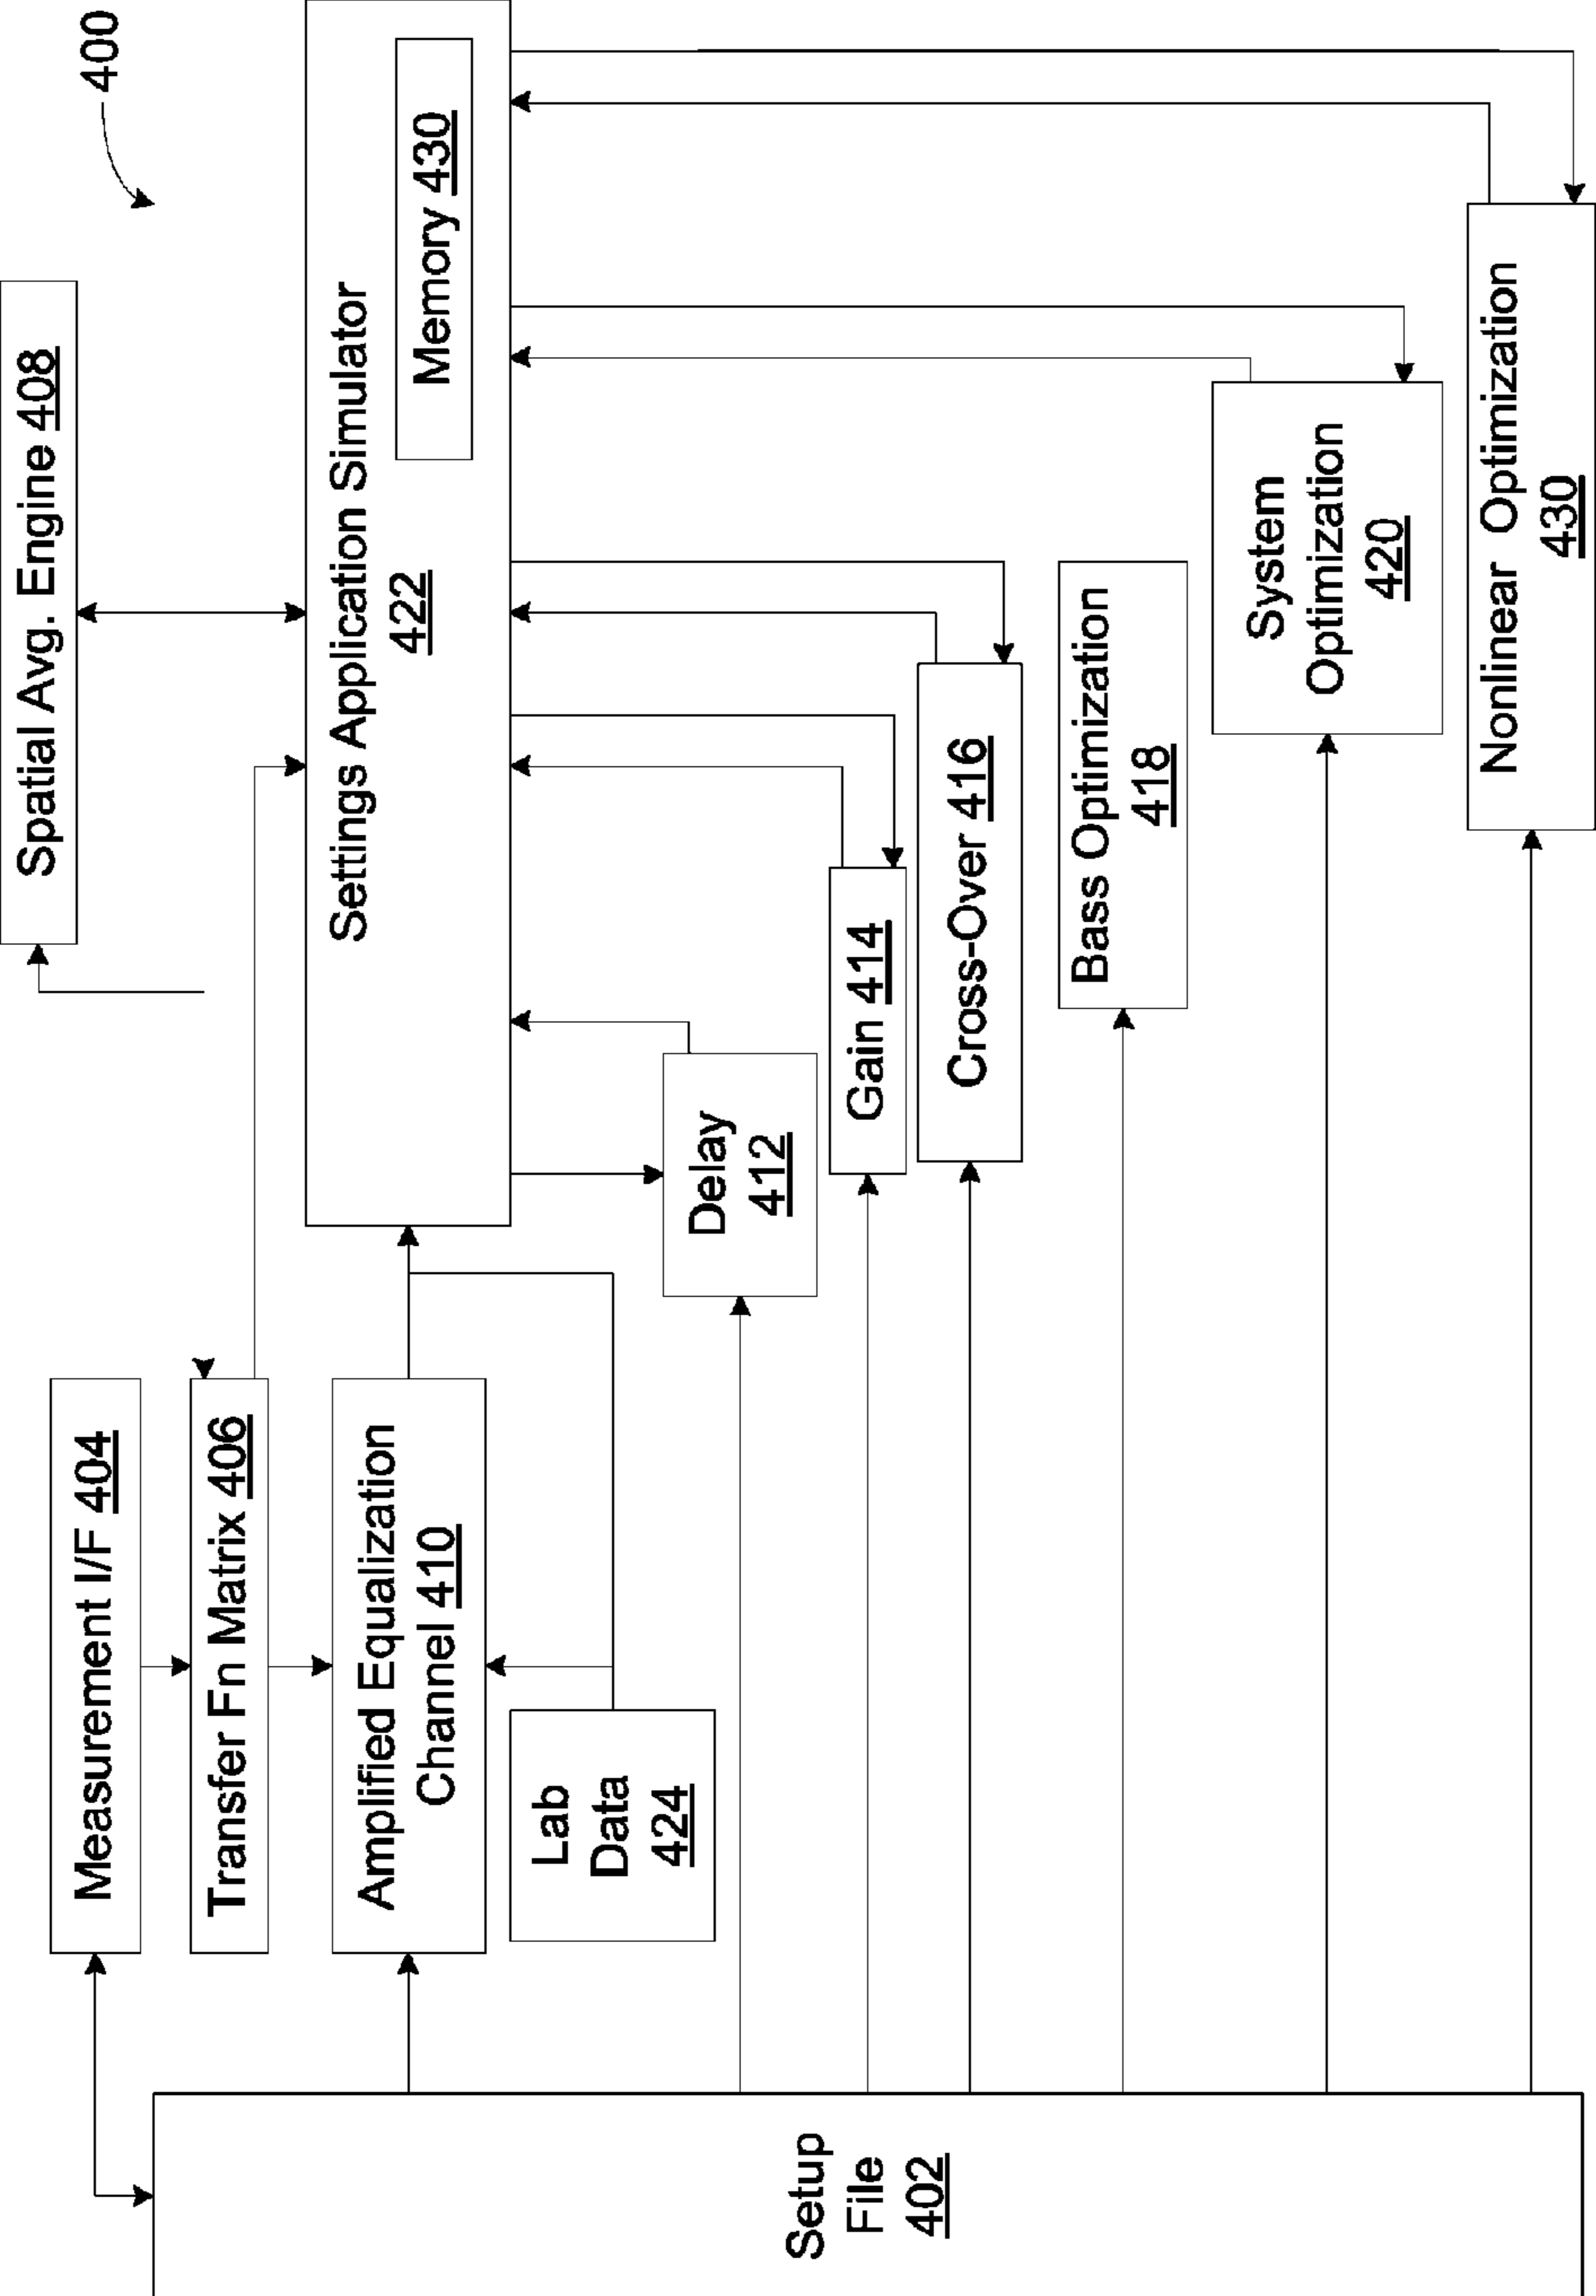 400
Spatial Avg. Engine 408
Measurement I/F 404
Transfer Fn Matrix 406
Settings Application Simulator
422
Memory 430
Amplified Equalization
Channel 410
Lab
Data
424
Delay
412
Gain 414
Cross-Over 416
Bass Optimization
418
System
Optimization
420
Nonlinear Optimization
430
Setup
File
402